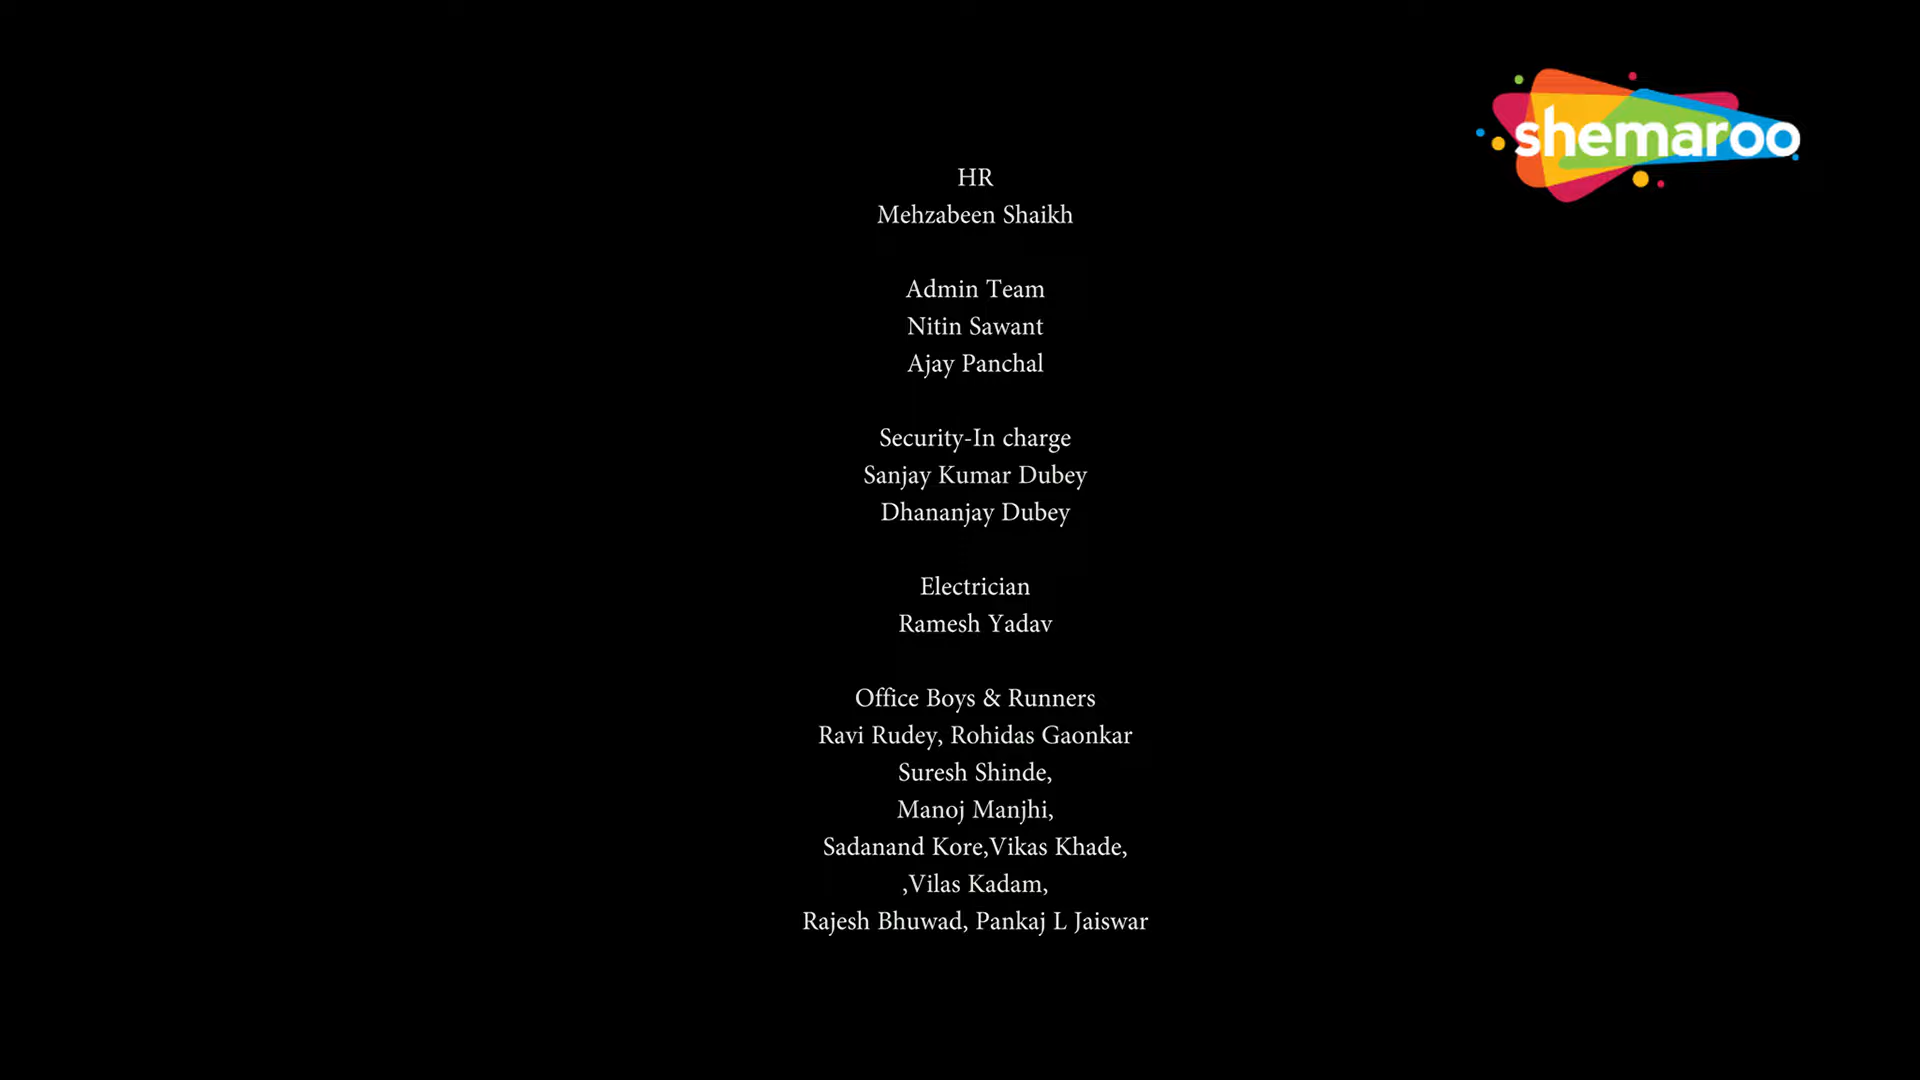 shemaroo
HR
Mehzabeen Shaikh
Admin Team
Nitin Sawant
Ajay Panchal
Security-In charge
Sanjay Kumar Dubey
Dhananjay Dubey
Electrician
Ramesh Yadav
Office Boys & Runners
Ravi Rudey, Rohidas Gaonkar
Suresh Shinde,
Manoj Manjhi,
Sadanand Kore,Vikas Khade,
,Vilas Kadam,
Rajesh Bhuwad, Pankaj L Jaiswar